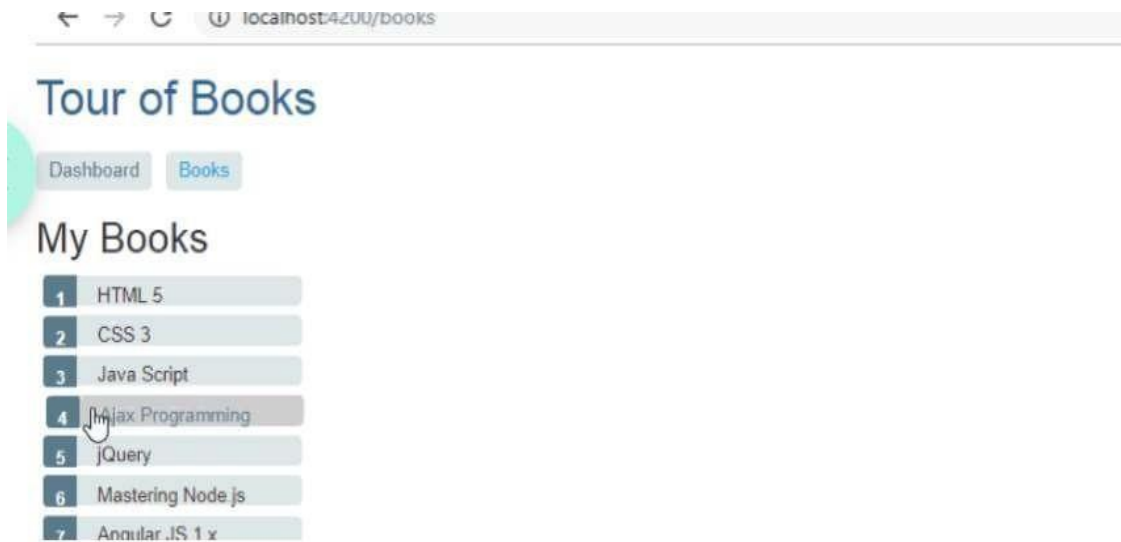 localhost:4200/books
Tour of Books
Dashboard Books
My Books
1 HTML 5
2 CSS 3
3 Java Script
4 Ajax Programming
5 jQuery
6 Mastering Node.js
7 Angular JS 1.x